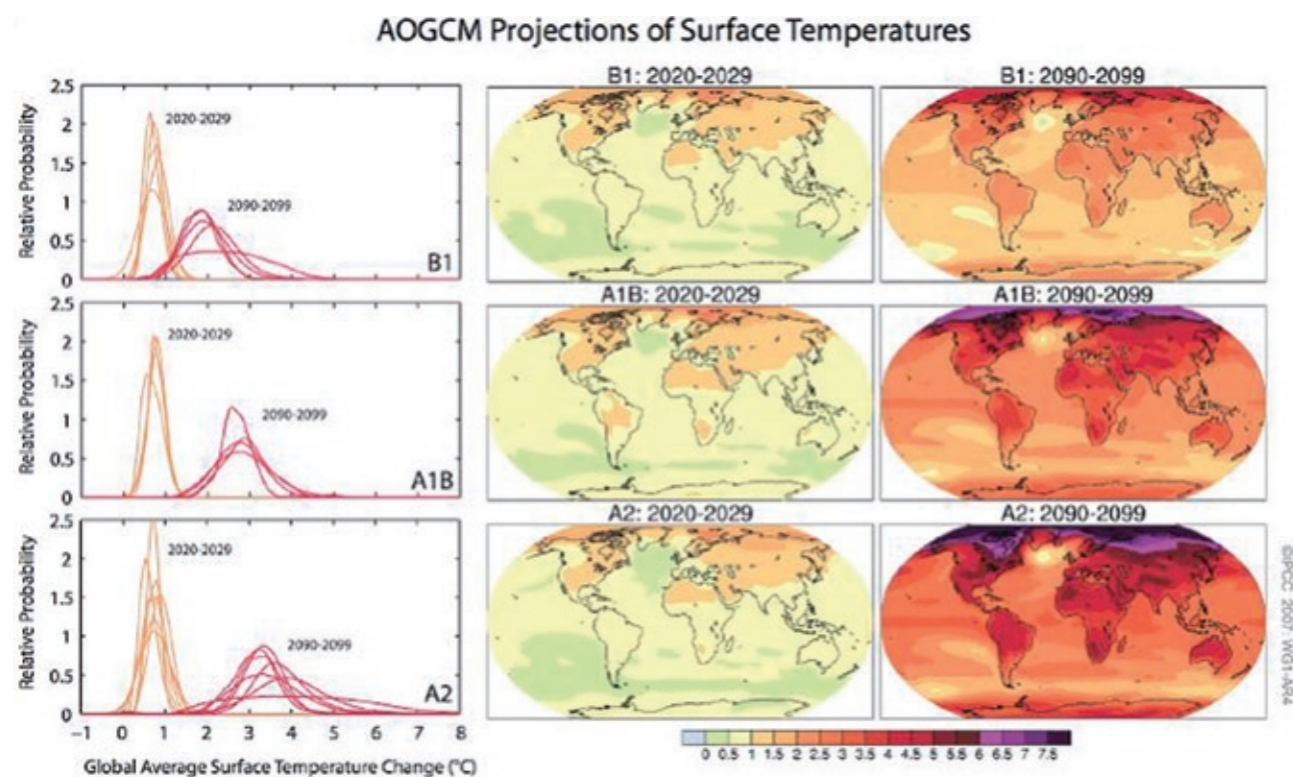 AOGCM Projections of Surface Temperatures
2.5
2
1.5
1
0.5
0
Relative Probability
2020-2029
2090-2099
B1
B1: 2020-2029
B1: 2090-2099
2.5
2
1.5
1
0.5
0
Relative Probability
2020-2029
2090-2099
A1B
A1B: 2020-2029
A1B: 2090-2099
2.5
2
1.5
1
0.5
0
Relative Probability
2020-2029
2090-2099
A2
A2: 2020-2029
A2: 2090-2099
-1 0 1 2 3 4 5 6 7 8
Global Average Surface Temperature Change (°C)
0 0.5 1 1.5 2 2.5 3 3.5 4 4.5 5 5.5 6 6.5 7 7.5
©IPCC 2007: WG1-AR4